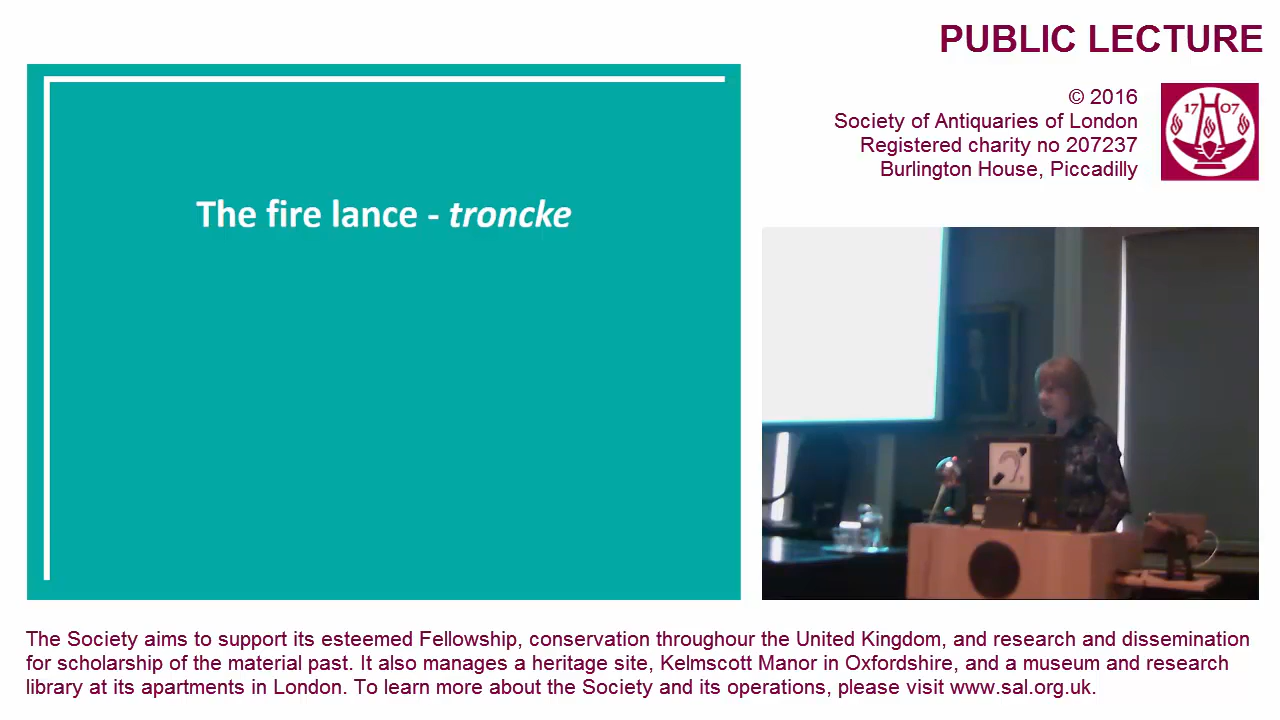 PUBLIC LECTURE
© 2016
Society of Antiquaries of London
Registered charity no 207237
Burlington House, Piccadilly
17 07
The fire lance - troncke
The Society aims to support its esteemed Fellowship, conservation throughour the United Kingdom, and research and dissemination
for scholarship of the material past. It also manages a heritage site, Kelmscott Manor in Oxfordshire, and a museum and research
library at its apartments in London. To learn more about the Society and its operations, please visit www.sal.org.uk.